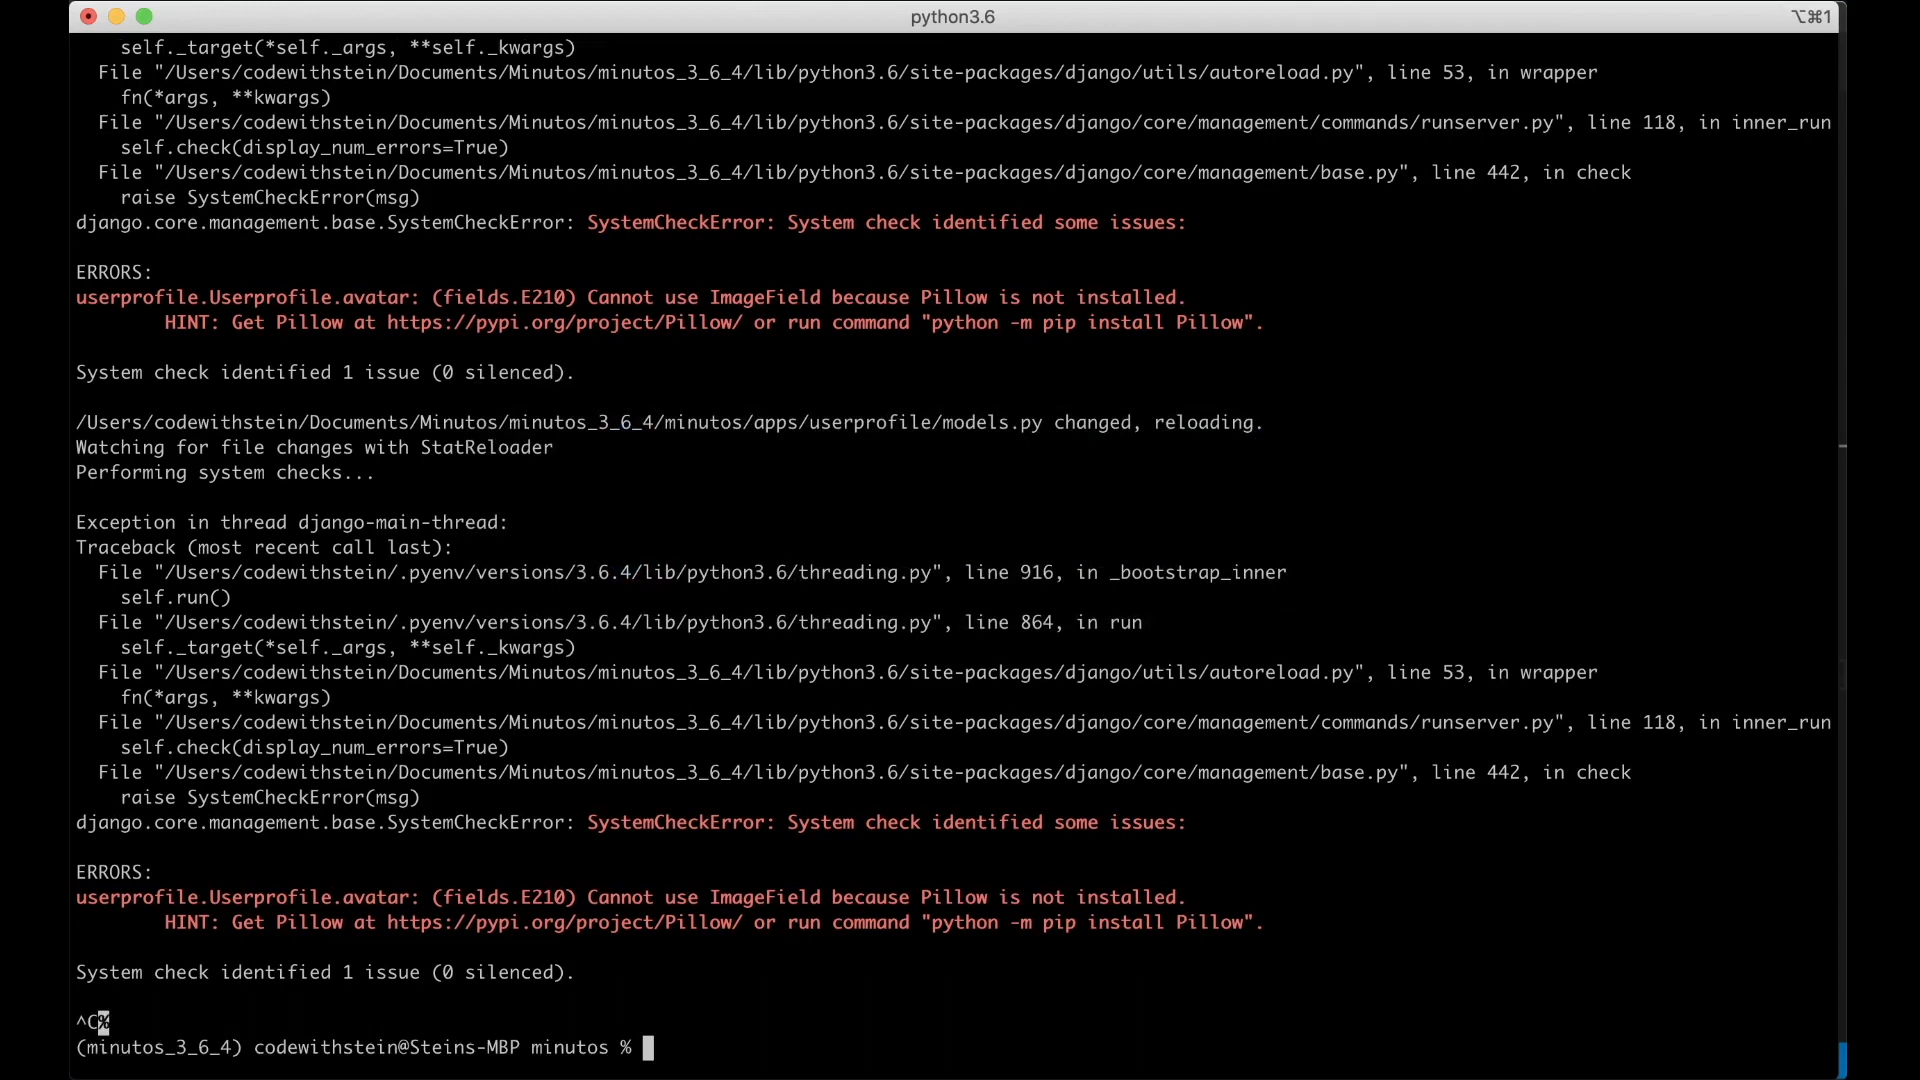 python3.6
⌥⌘1
self._target(*self._args, **self._kwargs)
File "/Users/codewithstein/Documents/Minutos/minutos_3_6_4/lib/python3.6/site-packages/django/utils/autoreload.py", line 53, in wrapper
fn(*args, **kwargs)
File "/Users/codewithstein/Documents/Minutos/minutos_3_6_4/lib/python3.6/site-packages/django/core/management/commands/runserver.py", line 118, in inner_run
self.check(display_num_errors=True)
File "/Users/codewithstein/Documents/Minutos/minutos_3_6_4/lib/python3.6/site-packages/django/core/management/base.py", line 442, in check
raise SystemCheckError(msg)
django.core.management.base.SystemCheckError: SystemCheckError: System check identified some issues:
ERRORS:
userprofile.Userprofile.avatar: (fields.E210) Cannot use ImageField because Pillow is not installed.
HINT: Get Pillow at https://pypi.org/project/Pillow/ or run command "python -m pip install Pillow".
System check identified 1 issue (0 silenced).
/Users/codewithstein/Documents/Minutos/minutos_3_6_4/minutos/apps/userprofile/models.py changed, reloading.
Watching for file changes with StatReloader
Performing system checks...
Exception in thread django-main-thread:
Traceback (most recent call last):
File "/Users/codewithstein/.pyenv/versions/3.6.4/lib/python3.6/threading.py", line 916, in _bootstrap_inner
self.run()
File "/Users/codewithstein/.pyenv/versions/3.6.4/lib/python3.6/threading.py", line 864, in run
self._target(*self._args, **self._kwargs)
File "/Users/codewithstein/Documents/Minutos/minutos_3_6_4/lib/python3.6/site-packages/django/utils/autoreload.py", line 53, in wrapper
fn(*args, **kwargs)
File "/Users/codewithstein/Documents/Minutos/minutos_3_6_4/lib/python3.6/site-packages/django/core/management/commands/runserver.py", line 118, in inner_run
self.check(display_num_errors=True)
File "/Users/codewithstein/Documents/Minutos/minutos_3_6_4/lib/python3.6/site-packages/django/core/management/base.py", line 442, in check
raise SystemCheckError(msg)
django.core.management.base.SystemCheckError: SystemCheckError: System check identified some issues:
ERRORS:
userprofile.Userprofile.avatar: (fields.E210) Cannot use ImageField because Pillow is not installed.
HINT: Get Pillow at https://pypi.org/project/Pillow/ or run command "python -m pip install Pillow".
System check identified 1 issue (0 silenced).
^C%
(minutos_3_6_4) codewithstein@Steins-MBP minutos %